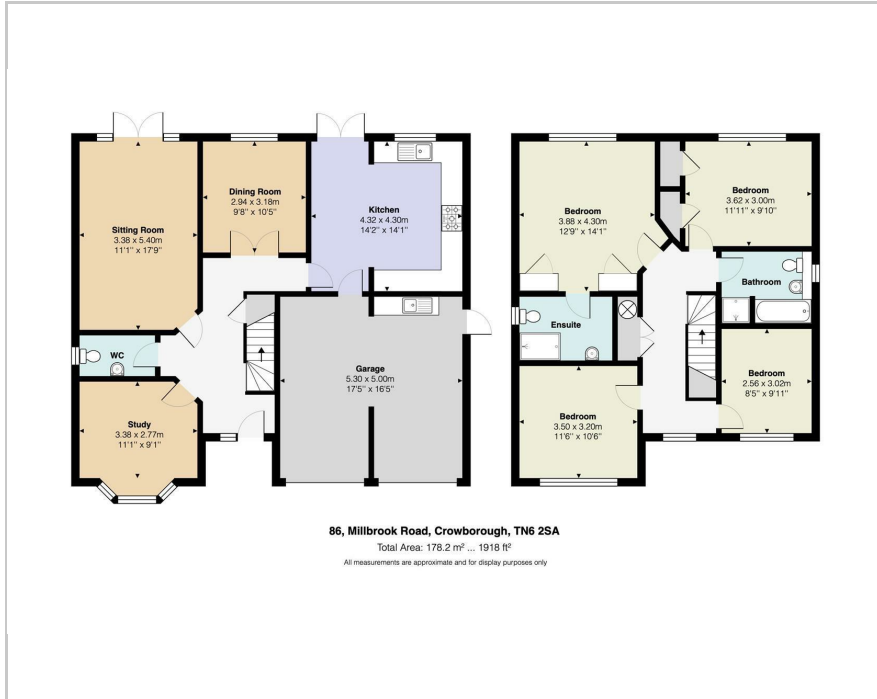 Sitting Room
3.38 x 5.40m
11'1" x 17'9"
Dining Room
2.94 x 3.18m
9'8" x 10'5"
Kitchen
4.32 x 4.30m
14'2" x 14'1"
WC
Study
3.38 x 2.77m
11'1" x 9'1"
Garage
5.30 x 5.00m
17'5" x 16'5"
Bedroom
3.88 x 4.30m
12'9" x 14'1"
Bedroom
3.62 x 3.00m
11'11" x 9'10"
Ensuite
Bathroom
Bedroom
3.50 x 3.20m
11'6" x 10'6"
Bedroom
2.56 x 3.02m
8'5" x 9'11"
86, Millbrook Road, Crowborough, TN6 2SA
Total Area: 178.2 m² ... 1918 ft²
All measurements are approximate and for display purposes only